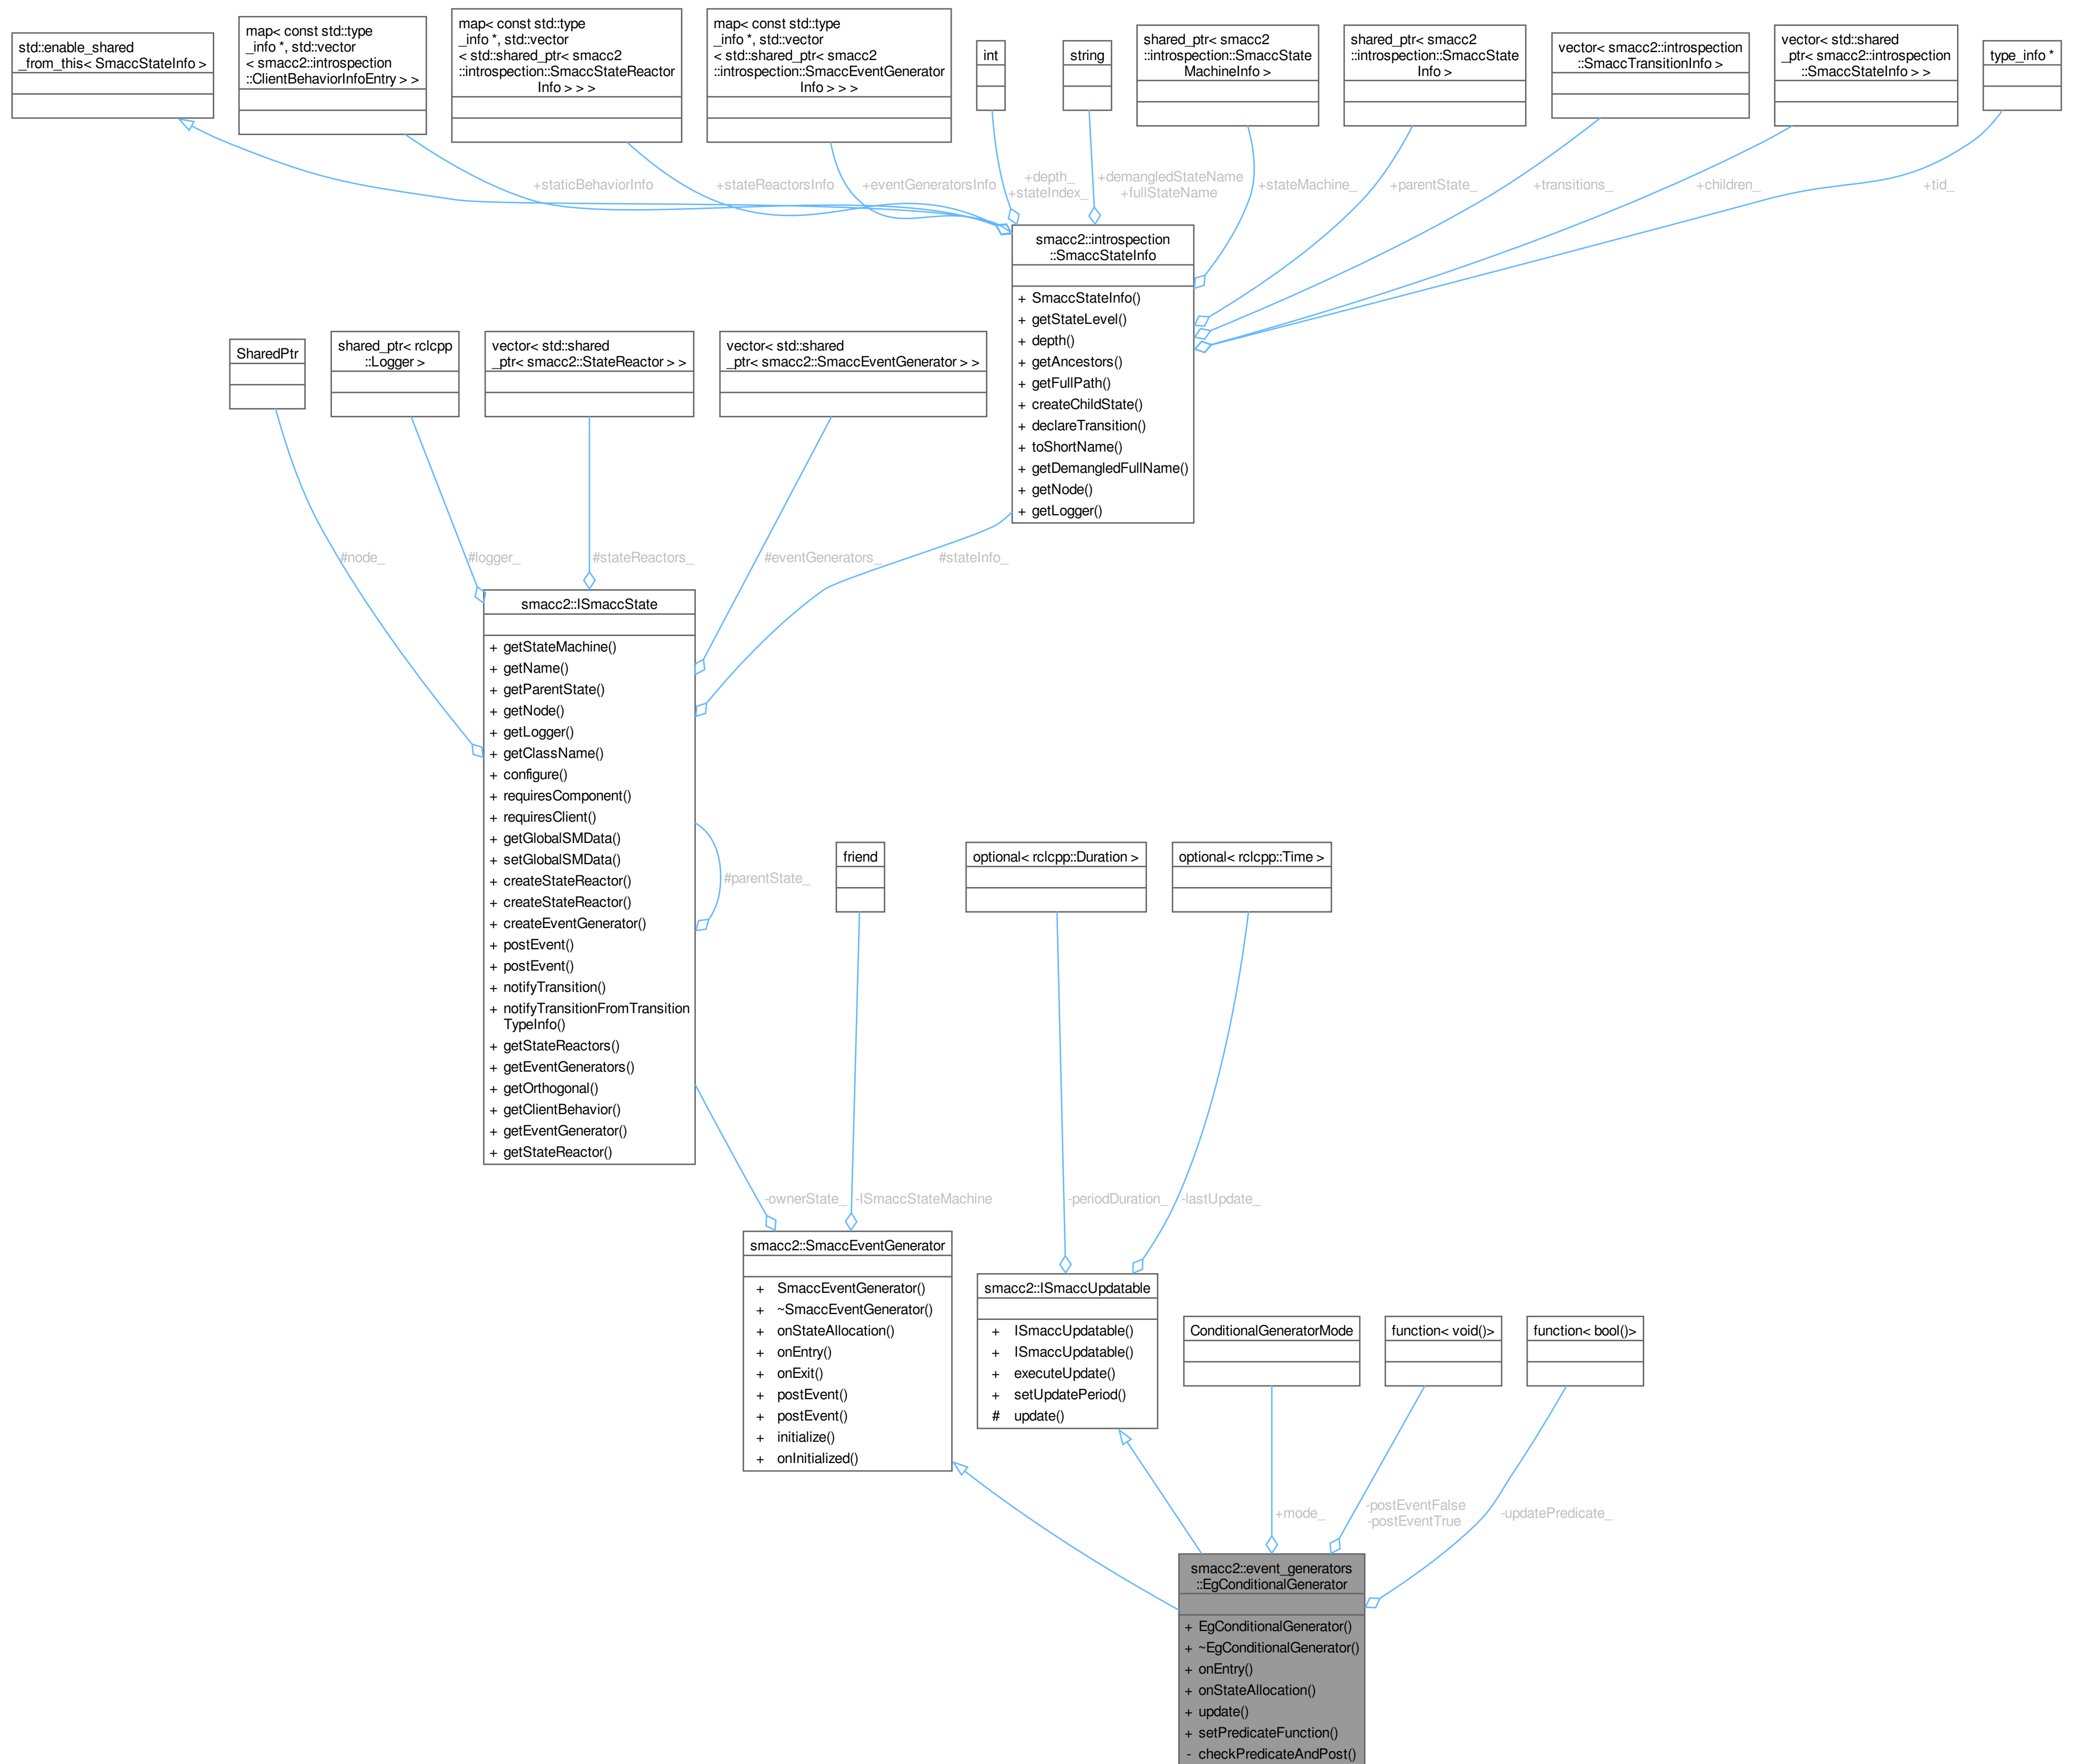 std::enable_shared
_from_this< SmaccStateInfo >
map< const std::type
_info *, std::vector
< smacc2::introspection
::ClientBehaviorInfoEntry > >
map< const std::type
_info *, std::vector
< std::shared_ptr< smacc2
::introspection::SmaccStateReactor
Info > > >
map< const std::type
_info *, std::vector
< std::shared_ptr< smacc2
::introspection::SmaccEventGenerator
Info > > >
int
string
shared_ptr< smacc2
::introspection::SmaccState
MachineInfo >
shared_ptr< smacc2
::introspection::SmaccState
Info >
vector< smacc2::introspection
::SmaccTransitionInfo >
vector< std::shared
_ptr< smacc2::introspection
::SmaccStateInfo > >
type_info *
+staticBehaviorInfo
+stateReactorsInfo
+eventGeneratorsInfo
+depth_
+stateIndex_
+demangledStateName
+fullStateName
+stateMachine_
+parentState_
+transitions_
+children_
+tid_
smacc2::introspection
::SmaccStateInfo
+ SmaccStateInfo()
+ getStateLevel()
+ depth()
+ getAncestors()
+ getFullPath()
+ createChildState()
+ declareTransition()
+ toShortName()
+ getDemangledFullName()
+ getNode()
+ getLogger()
SharedPtr
shared_ptr< rclcpp
::Logger >
vector< std::shared
_ptr< smacc2::StateReactor > >
vector< std::shared
_ptr< smacc2::SmaccEventGenerator > >
#node_
#logger_
#stateReactors_
#eventGenerators_
#stateInfo_
smacc2::ISmaccState
+ getStateMachine()
+ getName()
+ getParentState()
+ getNode()
+ getLogger()
+ getClassName()
+ configure()
+ requiresComponent()
+ requiresClient()
+ getGlobalSMData()
+ setGlobalSMData()
+ createStateReactor()
+ createStateReactor()
+ createEventGenerator()
+ postEvent()
+ postEvent()
+ notifyTransition()
+ notifyTransitionFromTransition
TypeInfo()
+ getStateReactors()
+ getEventGenerators()
+ getOrthogonal()
+ getClientBehavior()
+ getEventGenerator()
+ getStateReactor()
#parentState_
friend
optional< rclcpp::Duration >
optional< rclcpp::Time >
-ownerState_
-ISmaccStateMachine
-periodDuration_
-lastUpdate_
smacc2::SmaccEventGenerator
+ SmaccEventGenerator()
+ ~SmaccEventGenerator()
+ onStateAllocation()
+ onEntry()
+ onExit()
+ postEvent()
+ postEvent()
+ initialize()
+ onInitialized()
smacc2::ISmaccUpdatable
+ ISmaccUpdatable()
+ ISmaccUpdatable()
+ executeUpdate()
+ setUpdatePeriod()
# update()
ConditionalGeneratorMode
function< void()>
function< bool()>
+mode_
-postEventFalse
-postEventTrue
-updatePredicate_
smacc2::event_generators
::EgConditionalGenerator
+ EgConditionalGenerator()
+ ~EgConditionalGenerator()
+ onEntry()
+ onStateAllocation()
+ update()
+ setPredicateFunction()
- checkPredicateAndPost()